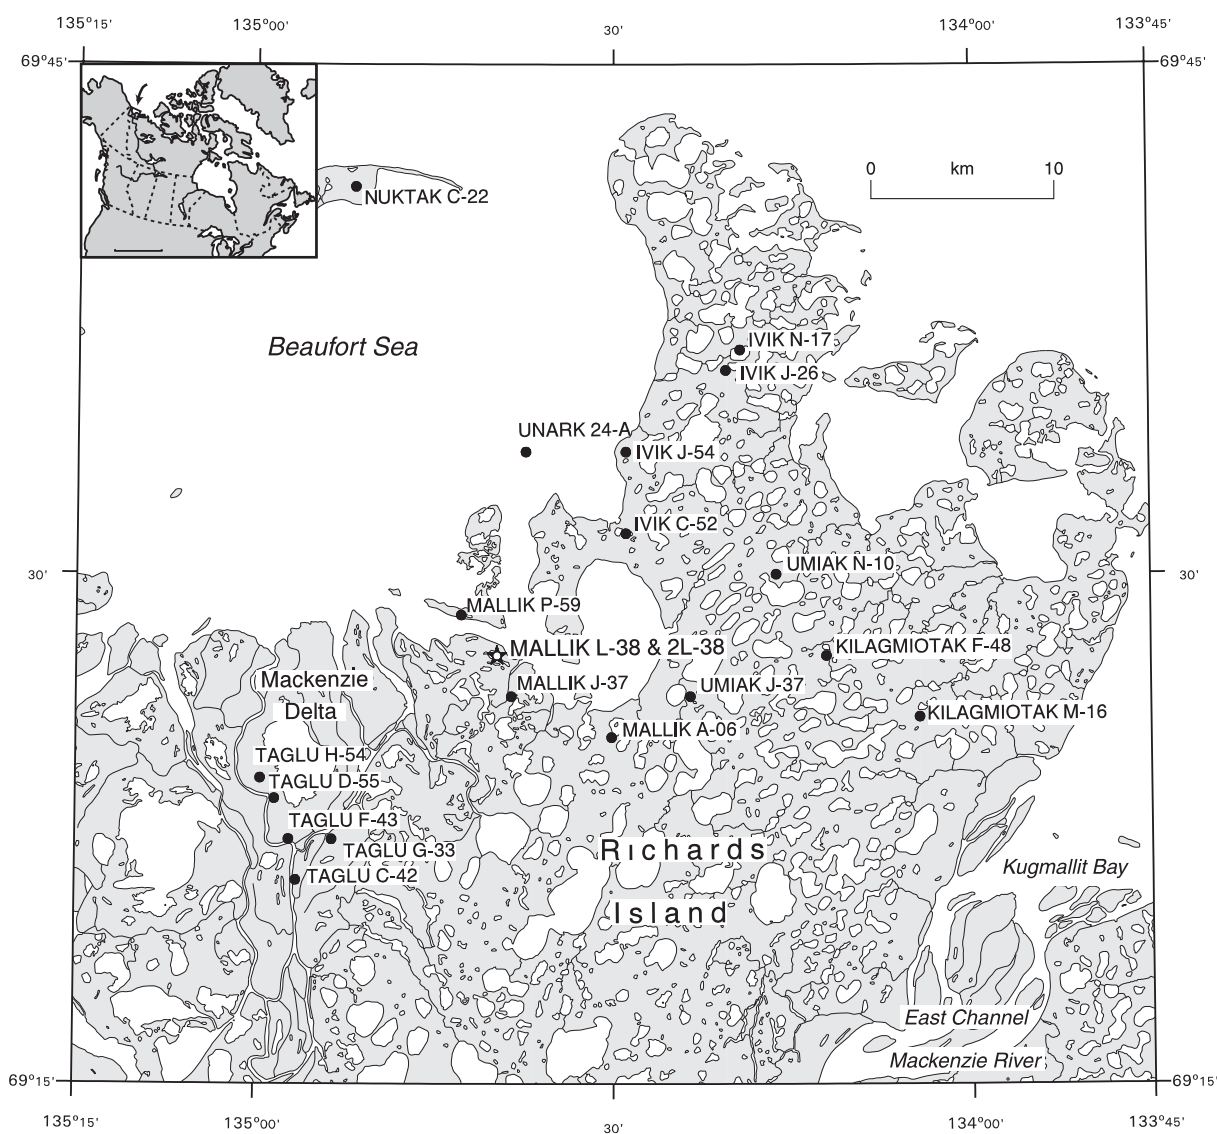 135°15' 135°00' 30' 134°00' 133°45'
69°45' 69°45'
0 km 10
NUKTAK C-22
Beaufort Sea
IVIK N-17
IVIK J-26
UNARK 24-A
IVIK J-54
IVIK C-52
UMIAK N-10
30' 30'
MALLIK P-59
MALLIK L-38 & 2L-38
KILAGMIOTAK F-48
Mackenzie
Delta
MALLIK J-37
UMIAK J-37
KILAGMIOTAK M-16
MALLIK A-06
TAGLU H-54
TAGLU D-55
TAGLU F-43
TAGLU G-33
TAGLU C-42
Richards
Island
Kugmallit Bay
East Channel
Mackenzie River
69°15' 69°15'
135°15' 135°00' 30' 134°00' 133°45'